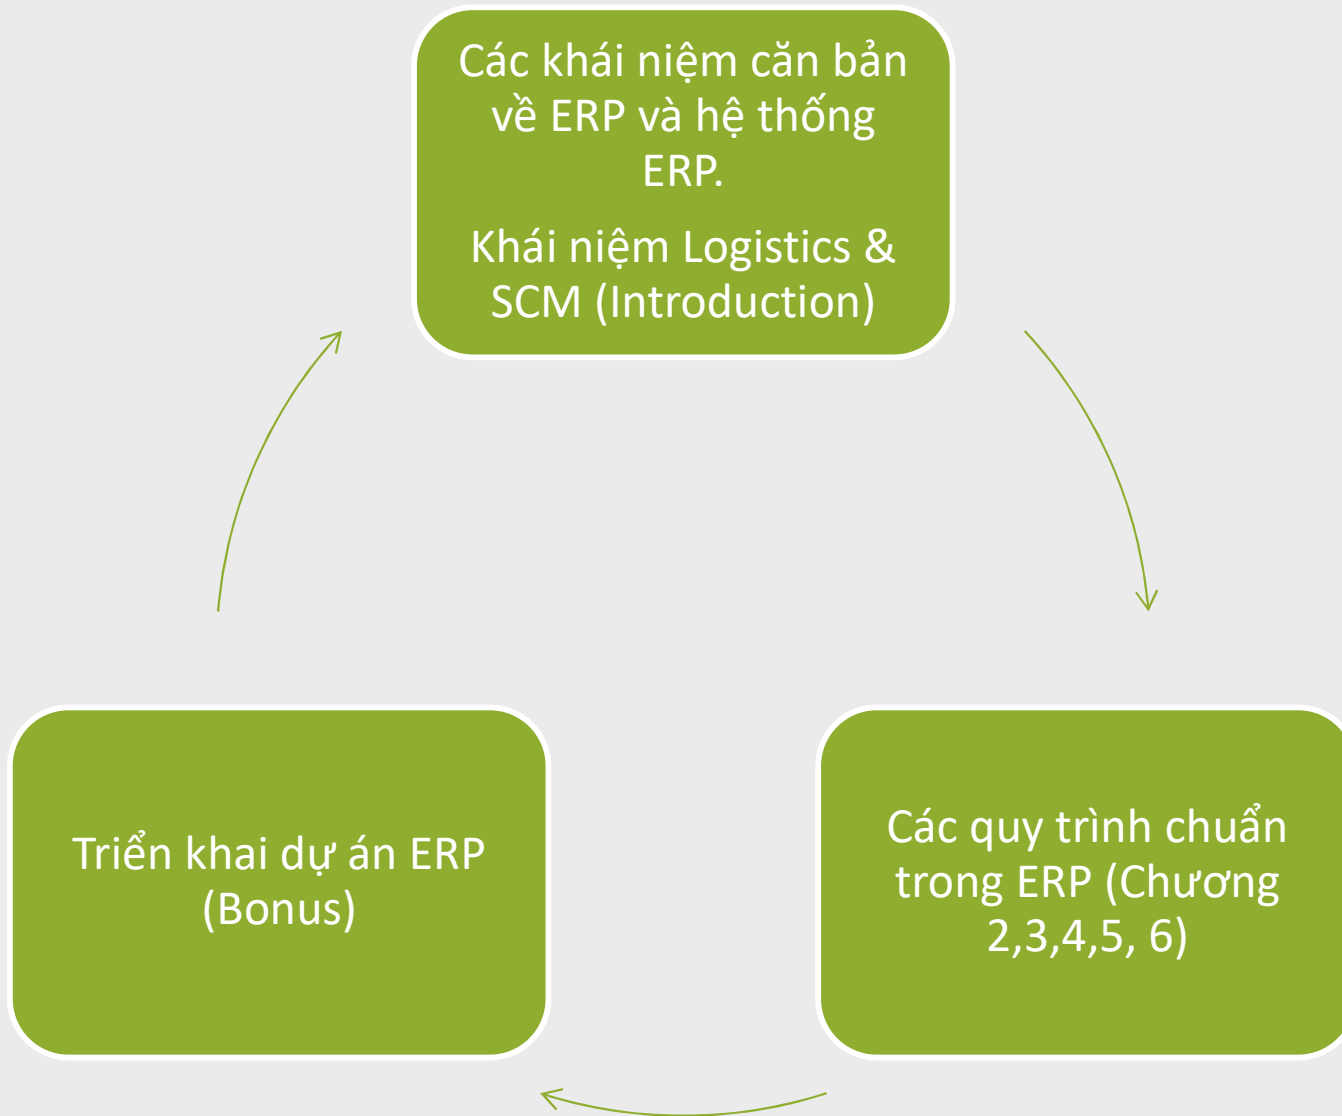 Các khái niệm căn bản
về ERP và hệ thống
ERP.
Khái niệm Logistics &
SCM (Introduction)
Triển khai dự án ERP
(Bonus)
Các quy trình chuẩn
trong ERP (Chương
2,3,4,5, 6)